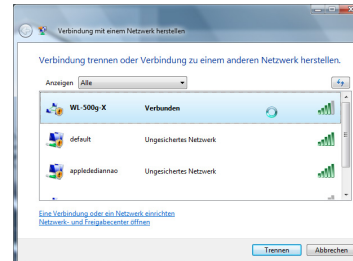 Verbindung mit einem Netzwerk herstellen
Verbindung trennen oder Verbindung zu einem anderen Netzwerk herstellen.
Anzeigen Alle
WL-500g-X Verbunden
default Ungesichertes Netzwerk
appledediannao Ungesichertes Netzwerk
Eine Verbindung oder ein Netzwerk einrichten
Netzwerk- und Freigabecenter öffnen
Trennen Abbrechen